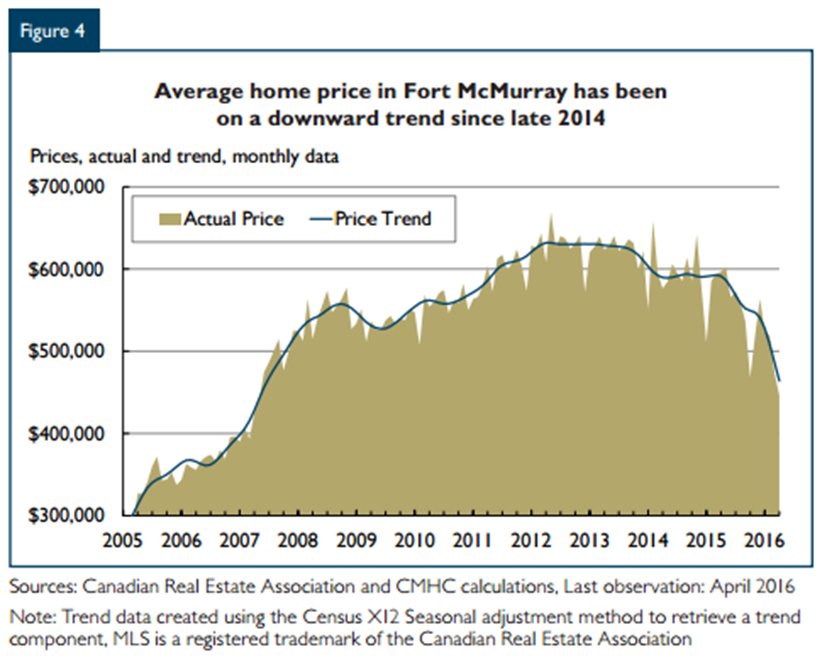 Figure 4
Average home price in Fort McMurray has been
on a downward trend since late 2014
Prices, actual and trend, monthly data
$700,000
Actual Price
Price Trend
$600,000
$500,000
$400,000
$300,000
2005 2006 2007 2008 2009 2010 2011 2012 2013 2014 2015 2016
Sources: Canadian Real Estate Association and CMHC calculations, Last observation: April 2016
Note: Trend data created using the Census X12 Seasonal adjustment method to retrieve a trend
component, MLS is a registered trademark of the Canadian Real Estate Association